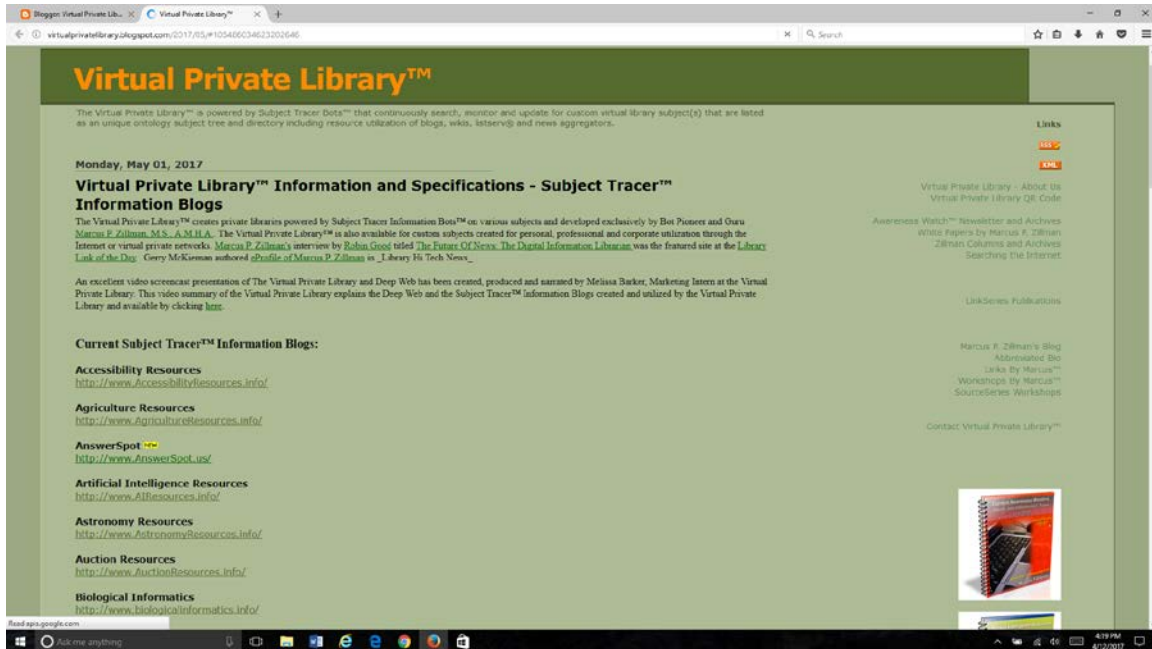 Blogger: Virtual Private Lib...
Virtual Private Library™
virtualprivatelibrary.blogspot.com/2017/05/#105486034623202646
Search
Virtual Private Library™
The Virtual Private Library™ is powered by Subject Tracer Bots™ that continuously search, monitor and update for custom virtual library subject(s) that are listed
as an unique ontology subject tree and directory including resource utilization of blogs, wikis, listserv® and news aggregators.
Monday, May 01, 2017
Virtual Private Library™ Information and Specifications - Subject Tracer™
Information Blogs
The Virtual Private Library™ creates private libraries powered by Subject Tracer Information Bots™ on various subjects and developed exclusively by Bot Pioneer and Guru
Marcus P. Zillman, M.S., A.M.H.A. The Virtual Private Library™ is also available for custom subjects created for personal, professional and corporate utilization through the
Internet or virtual private networks. Marcus P. Zillman's interview by Robin Good titled The Future Of News: The Digital Information Librarian was the featured site at the Library
Link of the Day. Gerry McKiernan authored eProfile of Marcus P. Zillman in _Library Hi Tech News_
An excellent video screencast presentation of The Virtual Private Library and Deep Web has been created, produced and narrated by Melissa Barker, Marketing Intern at the Virtual
Private Library. This video summary of the Virtual Private Library explains the Deep Web and the Subject Tracer™ Information Blogs created and utilized by the Virtual Private
Library and available by clicking here.
Current Subject Tracer™ Information Blogs:
Accessibility Resources
http://www.AccessibilityResources.info/
Agriculture Resources
http://www.AgricultureResources.info/
AnswerSpot NEW
http://www.AnswerSpot.us/
Artificial Intelligence Resources
http://www.AIResources.info/
Astronomy Resources
http://www.AstronomyResources.info/
Auction Resources
http://www.AuctionResources.info/
Biological Informatics
http://www.biologicalinformatics.info/
Links
RSS
XML
Virtual Private Library - About Us
Virtual Private Library QR Code
Awareness Watch™ Newsletter and Archives
White Papers by Marcus P. Zillman
Zillman Columns and Archives
Searching the Internet
LinkSeries Publications
Marcus P. Zillman's Blog
Abbreviated Bio
Links By Marcus™
Workshops by Marcus™
SourceSeries Workshops
Contact Virtual Private Library™
Read apis.google.com
Ask me anything
4:19 PM
4/12/2017